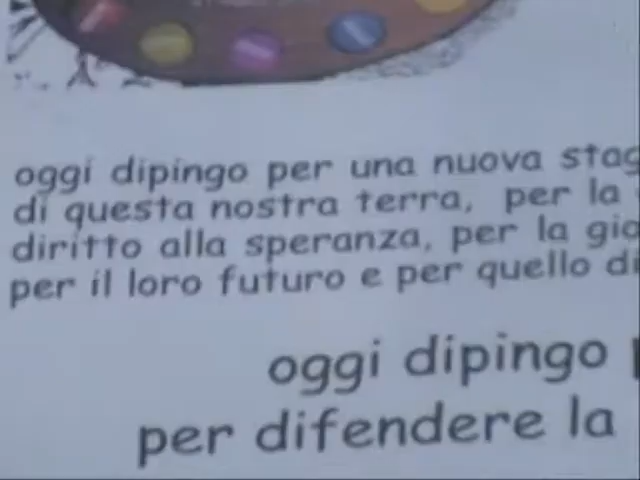 oggi dipingo per una nuova stag
di questa nostra terra, per la
diritto alla speranza, per la gio
per il loro futuro e per quello di
oggi dipingo
per difendere la